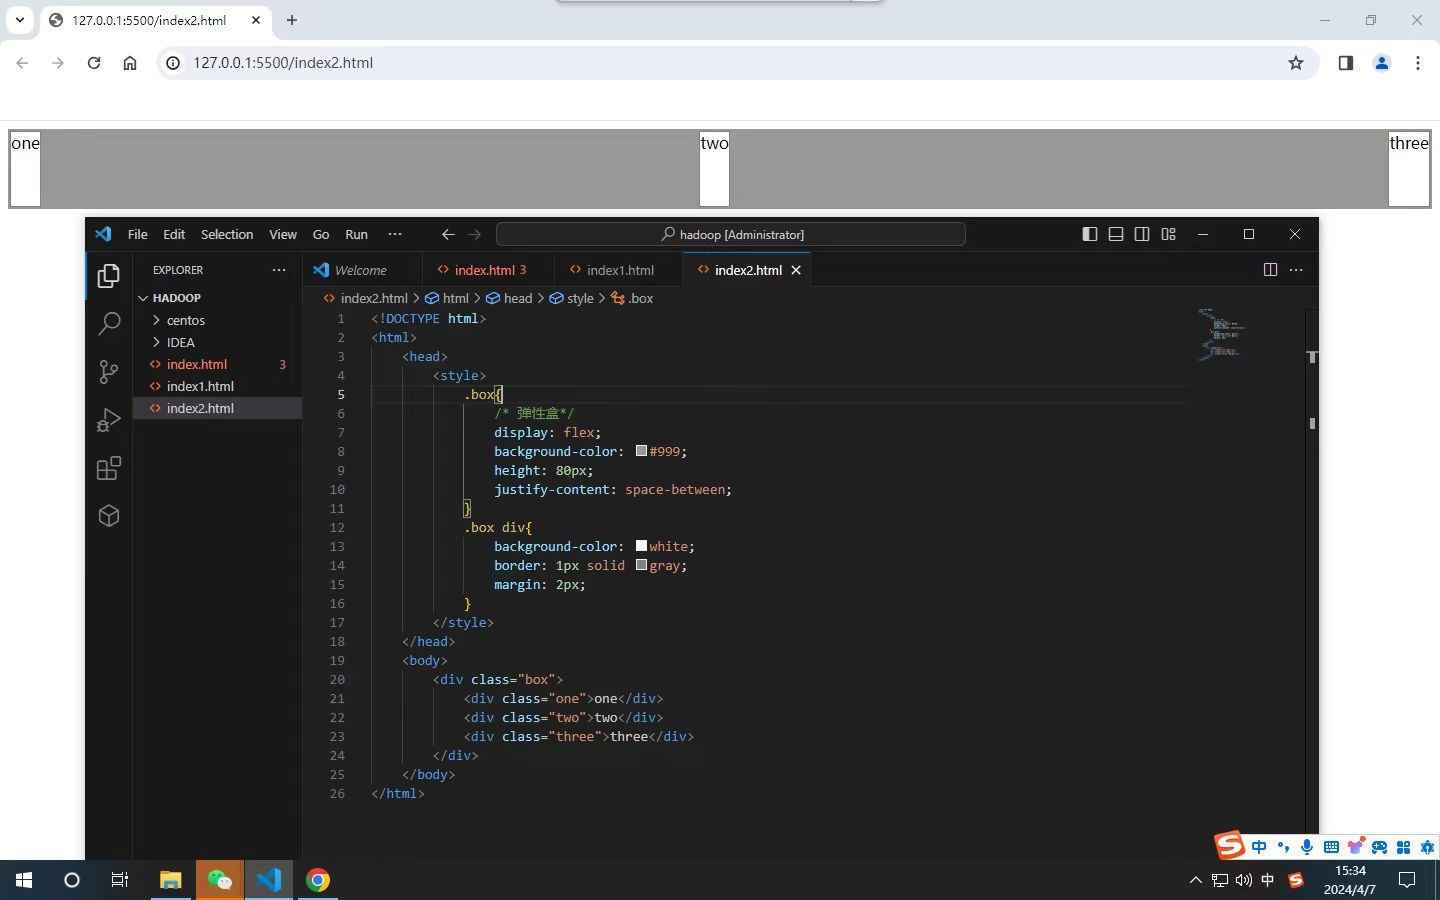 127.0.0.1:5500/index2.html
127.0.0.1:5500/index2.html
one two three
File Edit Selection View Go Run ··· hadoop [Administrator]
EXPLORER ··· Welcome index.html 3 index1.html index2.html
HADOOP
centos
IDEA
index.html 3
index1.html
index2.html
index2.html > html > head > style > .box
1 <!DOCTYPE html>
2 <html>
3 <head>
4 <style>
5 .box{
6 /* 弹性盒*/
7 display: flex;
8 background-color: #999;
9 height: 80px;
10 justify-content: space-between;
11 }
12 .box div{
13 background-color: white;
14 border: 1px solid gray;
15 margin: 2px;
16 }
17 </style>
18 </head>
19 <body>
20 <div class="box">
21 <div class="one">one</div>
22 <div class="two">two</div>
23 <div class="three">three</div>
24 </div>
25 </body>
26 </html>
S 中
中 S 15:34
2024/4/7